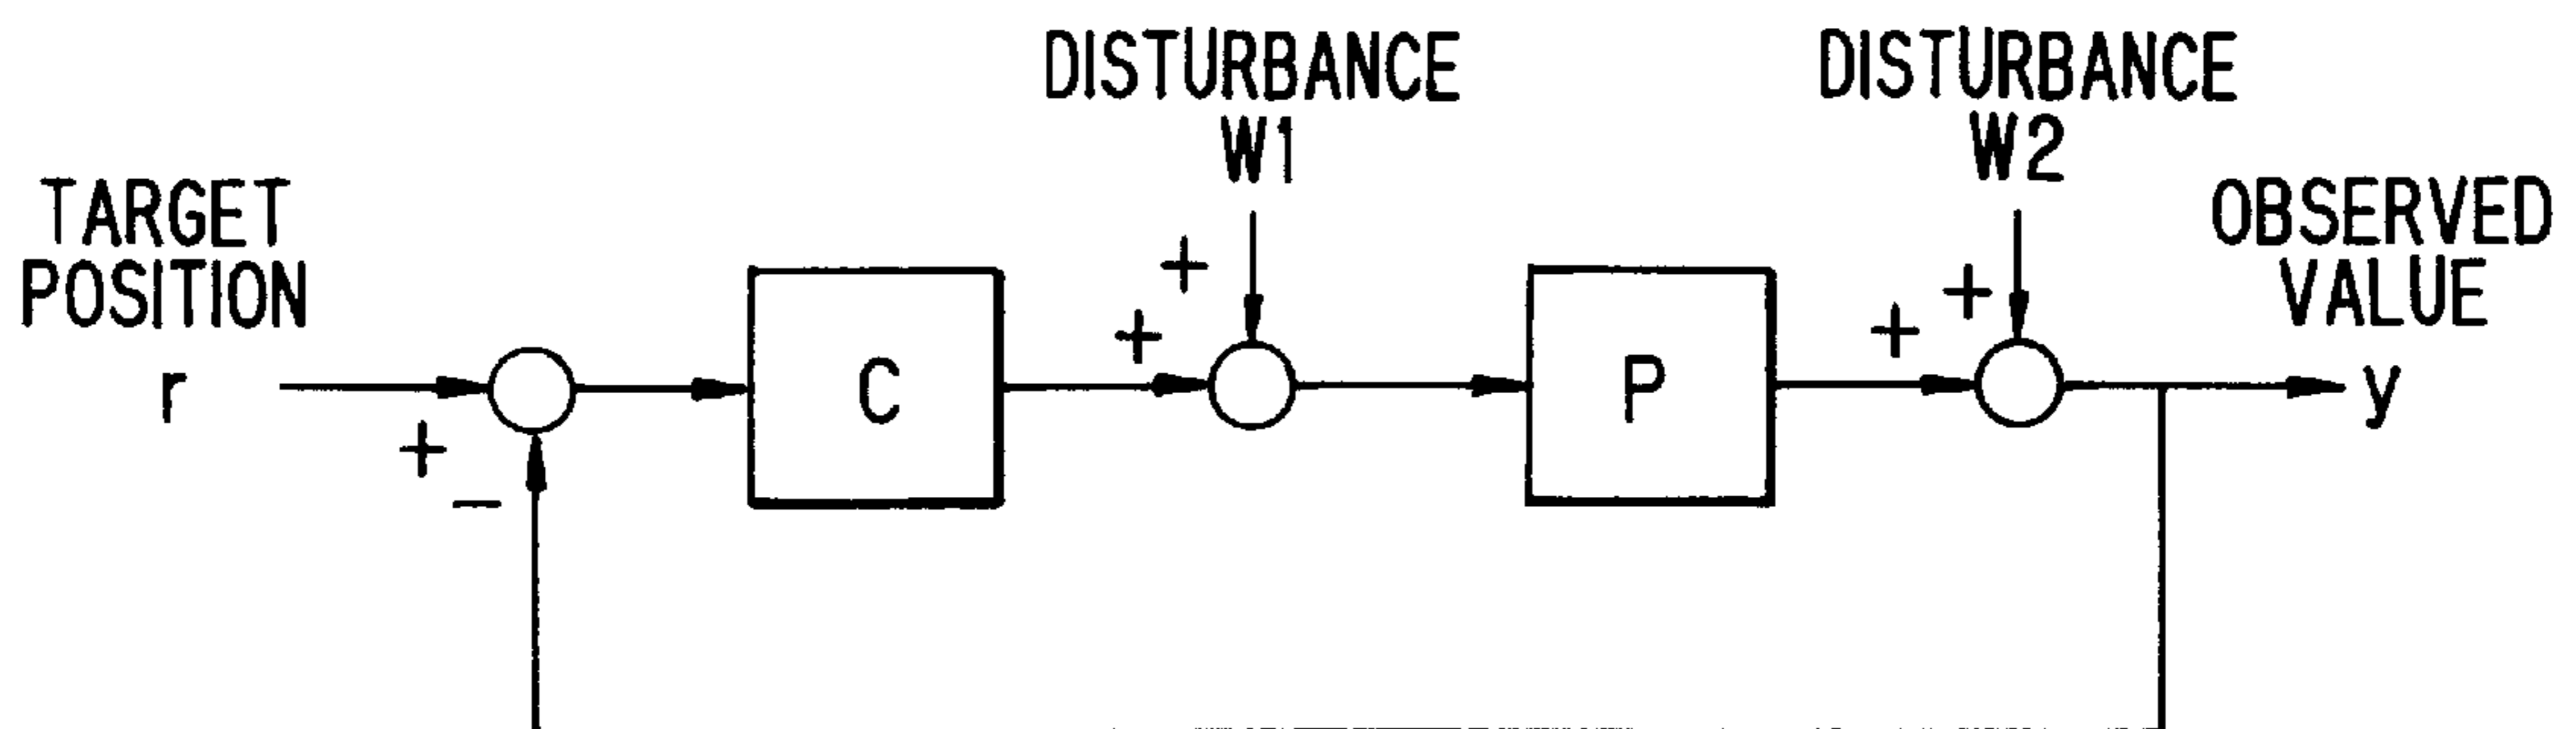 DISTURBANCE
W1
DISTURBANCE
W2
TARGET
POSITION
r
OBSERVED
VALUE
y
+
-
C
+
+
P
+
+